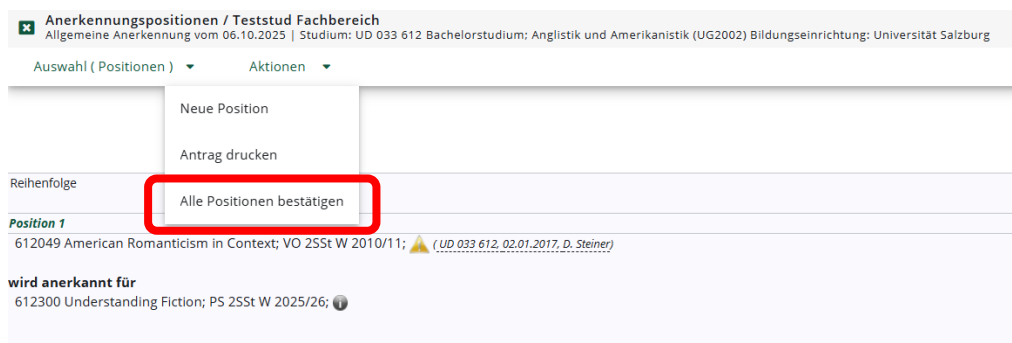 Anerkennungspositionen / Teststud Fachbereich
Allgemeine Anerkennung vom 06.10.2025 | Studium: UD 033 612 Bachelorstudium; Anglistik und Amerikanistik (UG2002) Bildungseinrichtung: Universität Salzburg
Auswahl ( Positionen ) Aktionen
Neue Position
Antrag drucken
Reihenfolge
Alle Positionen bestätigen
Position 1
612049 American Romanticism in Context; VO 2SSt W 2010/11; ( UD 033 612, 02.01.2017, D. Steiner)
wird anerkannt für
612300 Understanding Fiction; PS 2SSt W 2025/26;